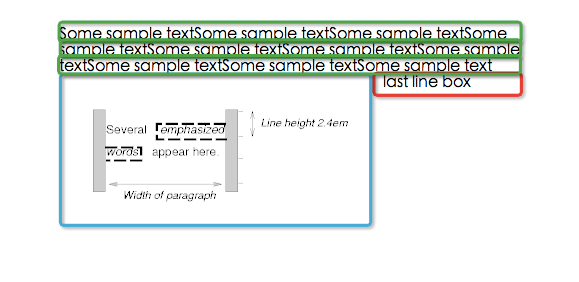 Some sample textSome sample textSome sample textSome
sample textSome sample textSome sample textSome sample
textSome sample textSome sample textSome sample text
last line box
Several emphasized
Line height 2.4em
words appear here.
Width of paragraph